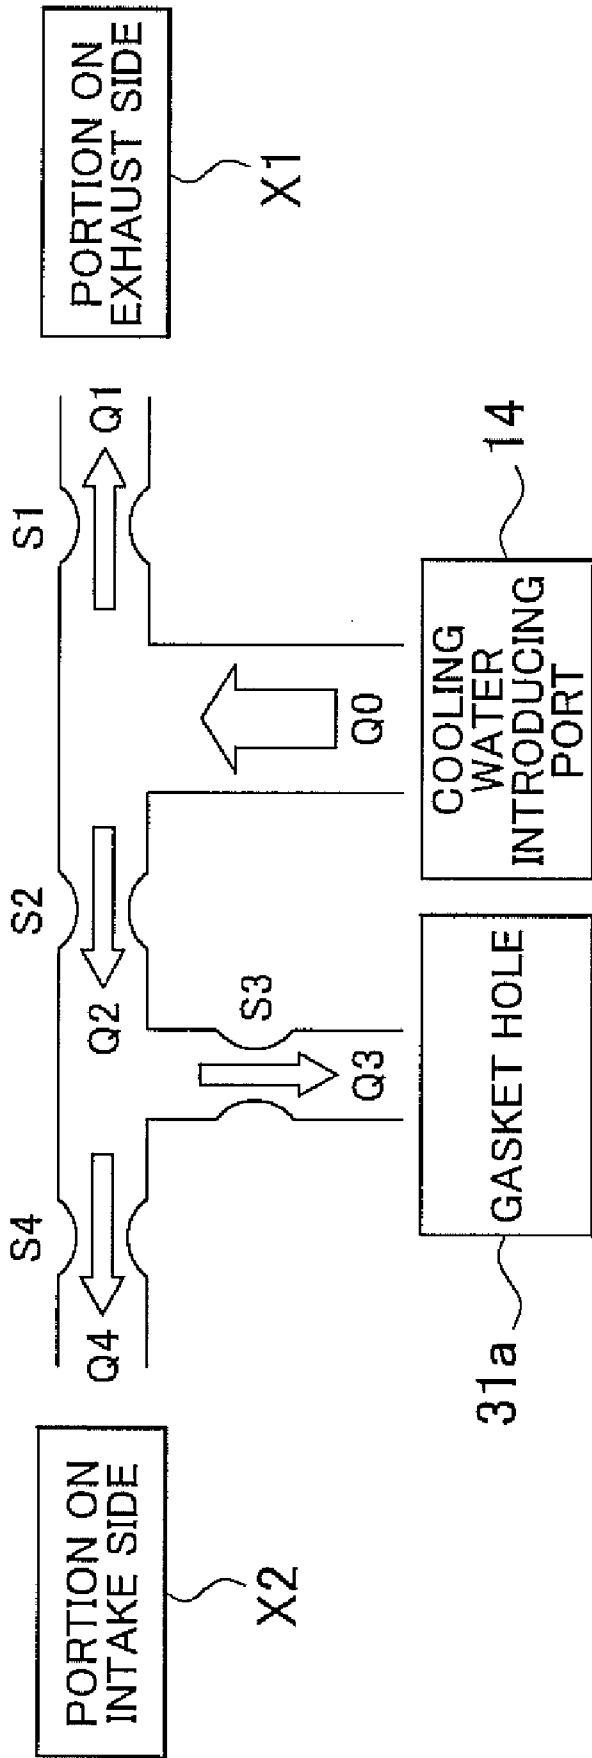 PORTION ON
INTAKE SIDE
X2
Q4
S4
Q2
S2
S3
Q3
Q0
S1
Q1
PORTION ON
EXHAUST SIDE
X1
GASKET HOLE
31a
COOLING
WATER
INTRODUCING
PORT
14